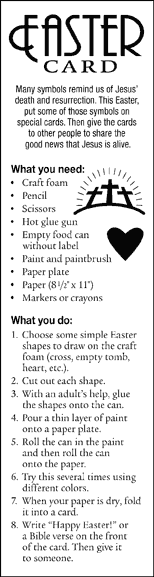 EASTER
CARD
Many symbols remind us of Jesus'
death and resurrection. This Easter,
put some of those symbols on
special cards. Then give the cards
to other people to share the
good news that Jesus is alive.
What you need:
• Craft foam
• Pencil
• Scissors
• Hot glue gun
• Empty food can
without label
• Paint and paintbrush
• Paper plate
• Paper (8 1/2" x 11")
• Markers or crayons
What you do:
1. Choose some simple Easter
shapes to draw on the craft
foam (cross, empty tomb,
heart, etc.).
2. Cut out each shape.
3. With an adult's help, glue
the shapes onto the can.
4. Pour a thin layer of paint
onto a paper plate.
5. Roll the can in the paint
and then roll the can
onto the paper.
6. Try this several times using
different colors.
7. When your paper is dry, fold
it into a card.
8. Write "Happy Easter!" or
a Bible verse on the front
of the card. Then give it
to someone.